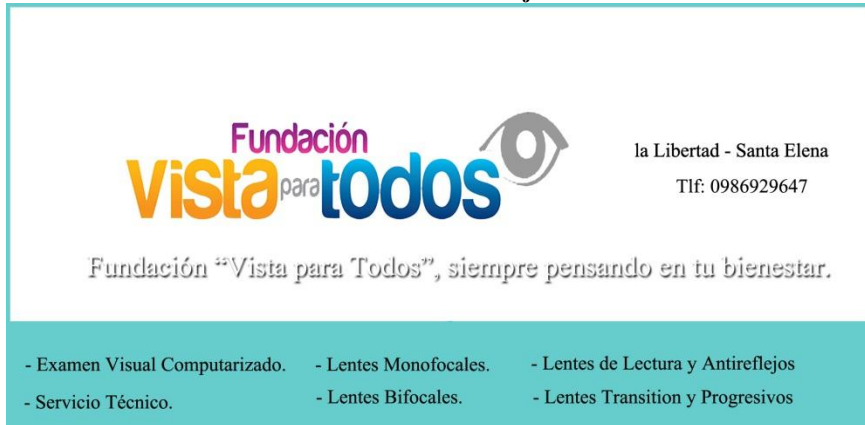 Fundación
Vista para todos
la Libertad - Santa Elena
Tlf: 0986929647
Fundación “Vista para Todos”, siempre pensando en tu bienestar.
- Examen Visual Computarizado.
- Servicio Técnico.
- Lentes Monofocales.
- Lentes Bifocales.
- Lentes de Lectura y Antireflejos
- Lentes Transition y Progresivos